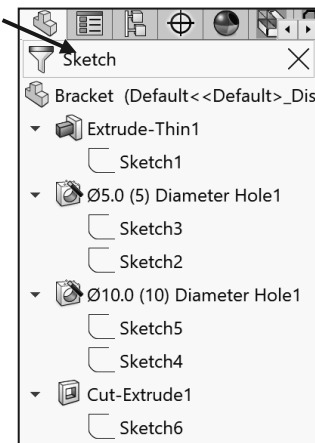 Sketch
Bracket (Default<<Default>_Dis
Extrude-Thin1
Sketch1
Ø5.0 (5) Diameter Hole1
Sketch3
Sketch2
Ø10.0 (10) Diameter Hole1
Sketch5
Sketch4
Cut-Extrude1
Sketch6